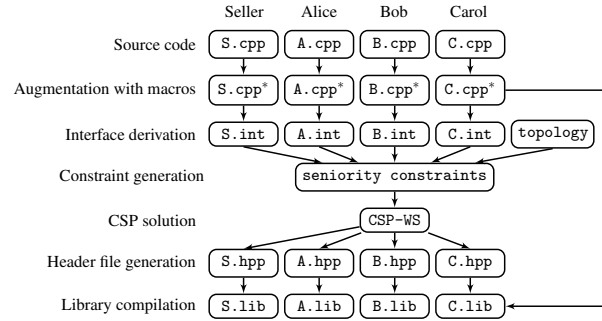 Seller Alice Bob Carol
Source code S.cpp A.cpp B.cpp C.cpp
Augmentation with macros S.cpp* A.cpp* B.cpp* C.cpp*
Interface derivation S.int A.int B.int C.int topology
Constraint generation seniority constraints
CSP solution CSP-WS
Header file generation S.hpp A.hpp B.hpp C.hpp
Library compilation S.lib A.lib B.lib C.lib